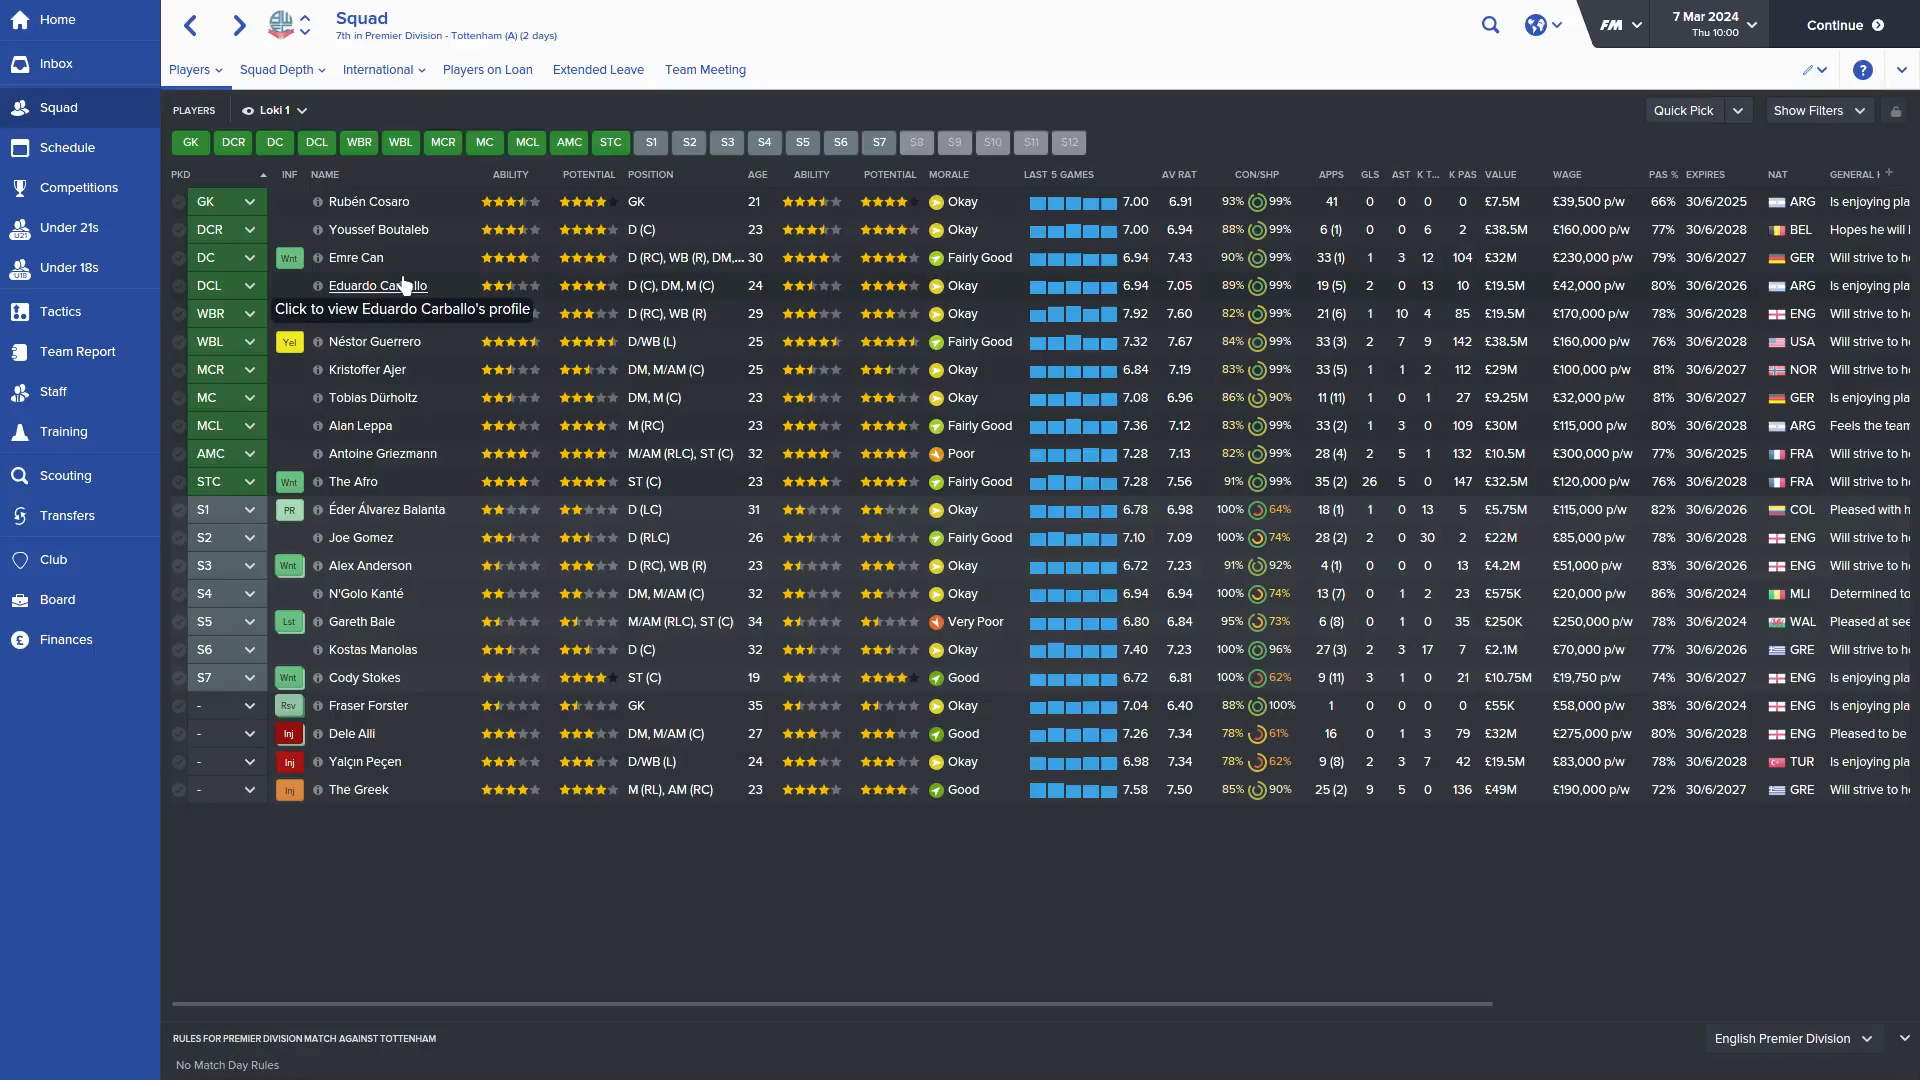 Home
Inbox
Squad
Schedule
Competitions
U21
Under 21s
U18
Under 18s
Tactics
Team Report
Staff
Training
Scouting
Transfers
Club
Board
Finances
Squad
7th in Premier Division - Tottenham (A) (2 days)
FM
7 Mar 2024
Thu 10:00
Continue
Players Squad Depth International Players on Loan Extended Leave Team Meeting
?
PLAYERS Loki 1 Quick Pick Show Filters
GK DCR DC DCL WBR WBL MCR MC MCL AMC STC S1 S2 S3 S4 S5 S6 S7 S8 S9 S10 S11 S12
PKD INF NAME ABILITY POTENTIAL POSITION AGE ABILITY POTENTIAL MORALE LAST 5 GAMES AV RAT CON/SHP APPS GLS AST K T... K PAS VALUE WAGE PAS % EXPIRES NAT GENERAL
GK Rubén Cosaro GK 21 Okay 7.00 6.91 93% 99% 41 0 0 0 0 £7.5M £39,500 p/w 66% 30/6/2025 ARG Is enjoying pla
DCR Youssef Boutaleb D (C) 23 Okay 7.00 6.94 88% 99% 6 (1) 0 0 6 2 £38.5M £160,000 p/w 77% 30/6/2028 BEL Hopes he will
DC Wnt Emre Can D (RC), WB (R), DM,... 30 Fairly Good 6.94 7.43 90% 99% 33 (1) 1 3 12 104 £32M £230,000 p/w 79% 30/6/2027 GER Will strive to h
DCL Eduardo Carballo D (C), DM, M (C) 24 Okay 6.94 7.05 89% 99% 19 (5) 2 0 13 10 £19.5M £42,000 p/w 80% 30/6/2026 ARG Is enjoying pla
Click to view Eduardo Carballo's profile
WBR D (RC), WB (R) 29 Okay 7.92 7.60 82% 99% 21 (6) 1 10 4 85 £19.5M £170,000 p/w 78% 30/6/2028 ENG Will strive to h
WBL Yel Néstor Guerrero D/WB (L) 25 Fairly Good 7.32 7.67 84% 99% 33 (3) 2 7 9 142 £38.5M £160,000 p/w 76% 30/6/2028 USA Will strive to h
MCR Kristoffer Ajer DM, M/AM (C) 25 Okay 6.84 7.19 83% 99% 33 (5) 1 1 2 112 £29M £100,000 p/w 81% 30/6/2027 NOR Will strive to h
MC Tobias Dürholtz DM, M (C) 23 Okay 7.08 6.96 86% 90% 11 (11) 1 0 1 27 £9.25M £32,000 p/w 81% 30/6/2027 GER Is enjoying pla
MCL Alan Leppa M (RC) 23 Fairly Good 7.36 7.12 83% 99% 33 (2) 1 3 0 109 £30M £115,000 p/w 80% 30/6/2028 ARG Feels the team
AMC Antoine Griezmann M/AM (RLC), ST (C) 32 Poor 7.28 7.13 82% 99% 28 (4) 2 5 1 132 £10.5M £300,000 p/w 77% 30/6/2025 FRA Will strive to h
STC Wnt The Afro ST (C) 23 Fairly Good 7.28 7.56 91% 99% 35 (2) 26 5 0 147 £32.5M £120,000 p/w 76% 30/6/2028 FRA Will strive to h
S1 PR Éder Álvarez Balanta D (LC) 31 Okay 6.78 6.98 100% 64% 18 (1) 1 0 13 5 £5.75M £115,000 p/w 82% 30/6/2026 COL Pleased with h
S2 Joe Gomez D (RLC) 26 Fairly Good 7.10 7.09 100% 74% 28 (2) 2 0 30 2 £22M £85,000 p/w 78% 30/6/2028 ENG Will strive to h
S3 Wnt Alex Anderson D (RC), WB (R) 23 Okay 6.72 7.23 91% 92% 4 (1) 0 0 0 13 £4.2M £51,000 p/w 83% 30/6/2026 ENG Will strive to h
S4 N'Golo Kanté DM, M/AM (C) 32 Okay 6.94 6.94 100% 74% 13 (7) 0 1 2 23 £575K £20,000 p/w 86% 30/6/2024 MLI Determined to
S5 Lst Gareth Bale M/AM (RLC), ST (C) 34 Very Poor 6.80 6.84 95% 73% 6 (8) 0 1 0 35 £250K £250,000 p/w 78% 30/6/2024 WAL Pleased at see
S6 Kostas Manolas D (C) 32 Okay 7.40 7.23 100% 96% 27 (3) 2 3 17 7 £2.1M £70,000 p/w 77% 30/6/2026 GRE Will strive to h
S7 Wnt Cody Stokes ST (C) 19 Good 6.72 6.81 100% 62% 9 (11) 3 1 0 21 £10.75M £19,750 p/w 74% 30/6/2027 ENG Will strive to h
- Rsv Fraser Forster GK 35 Okay 7.04 6.40 88% 100% 1 0 0 0 0 £55K £58,000 p/w 38% 30/6/2024 ENG Is enjoying pla
- Inj Dele Alli DM, M/AM (C) 27 Good 7.26 7.34 78% 61% 16 0 1 3 79 £32M £275,000 p/w 80% 30/6/2028 ENG Pleased to be
- Inj Yalçın Peçen D/WB (L) 24 Okay 6.98 7.34 78% 62% 9 (8) 2 3 7 42 £19.5M £83,000 p/w 78% 30/6/2028 TUR Is enjoying pla
- Inj The Greek M (RL), AM (RC) 23 Good 7.58 7.50 85% 90% 25 (2) 9 5 0 136 £49M £190,000 p/w 72% 30/6/2027 GRE Will strive to h
RULES FOR PREMIER DIVISION MATCH AGAINST TOTTENHAM
English Premier Division
No Match Day Rules